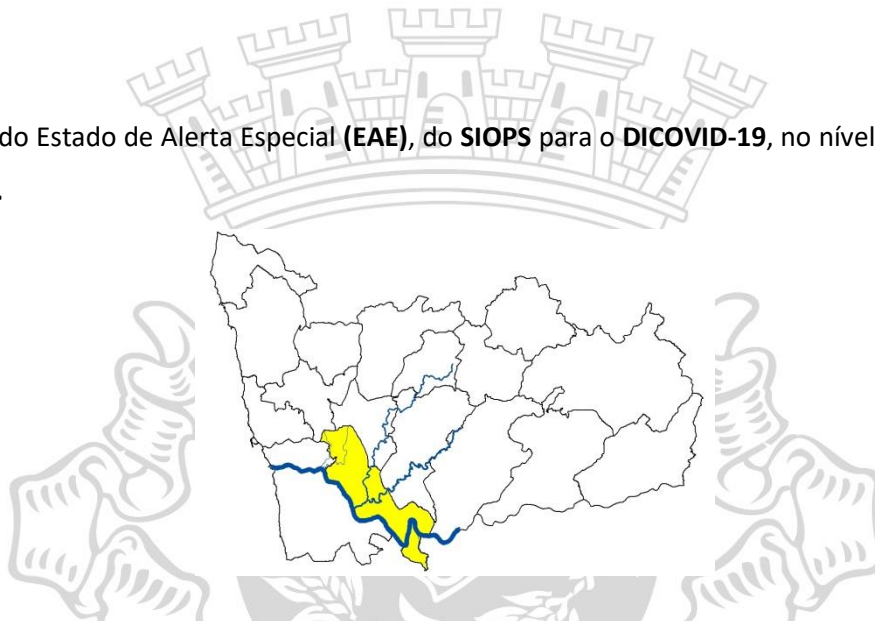 do Estado de Alerta Especial (EAE), do SIOPS para o DICOVID-19, no nível
.